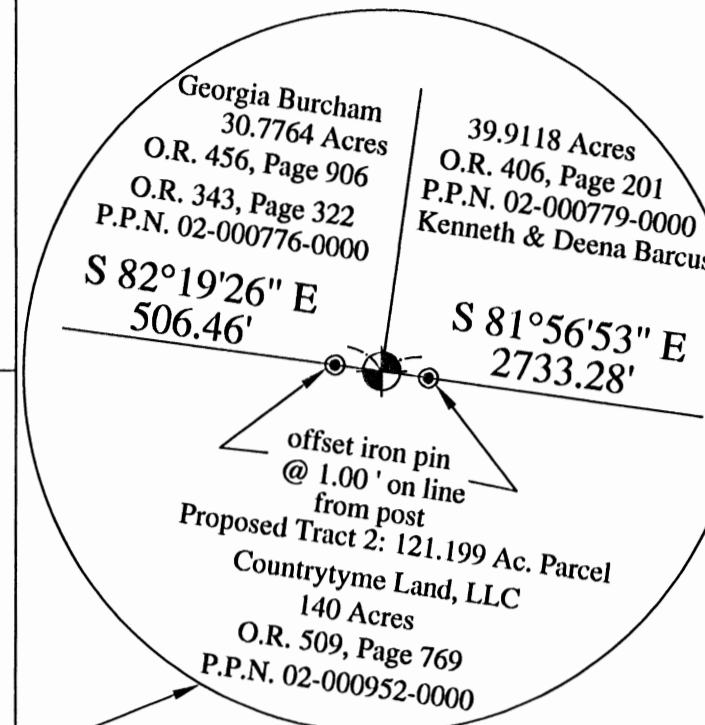 Georgia Burcham
30.7764 Acres
O.R. 456, Page 906
O.R. 343, Page 322
P.P.N. 02-000776-0000
S 82°19'26" E
506.46'
39.9118 Acres
O.R. 406, Page 201
P.P.N. 02-000779-0000
Kenneth & Deena Barcus
S 81°56'53" E
2733.28'
offset iron pin
@ 1.00 ' on line
from post
Proposed Tract 2: 121.199 Ac. Parcel
Countrytyme Land, LLC
140 Acres
O.R. 509, Page 769
P.P.N. 02-000952-0000